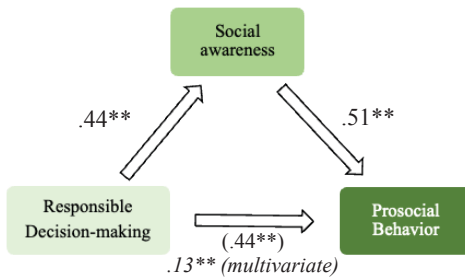 Social
awareness
.44**
.51**
Responsible
Decision-making
Prosocial
Behavior
(.44**)
.13** (multivariate)